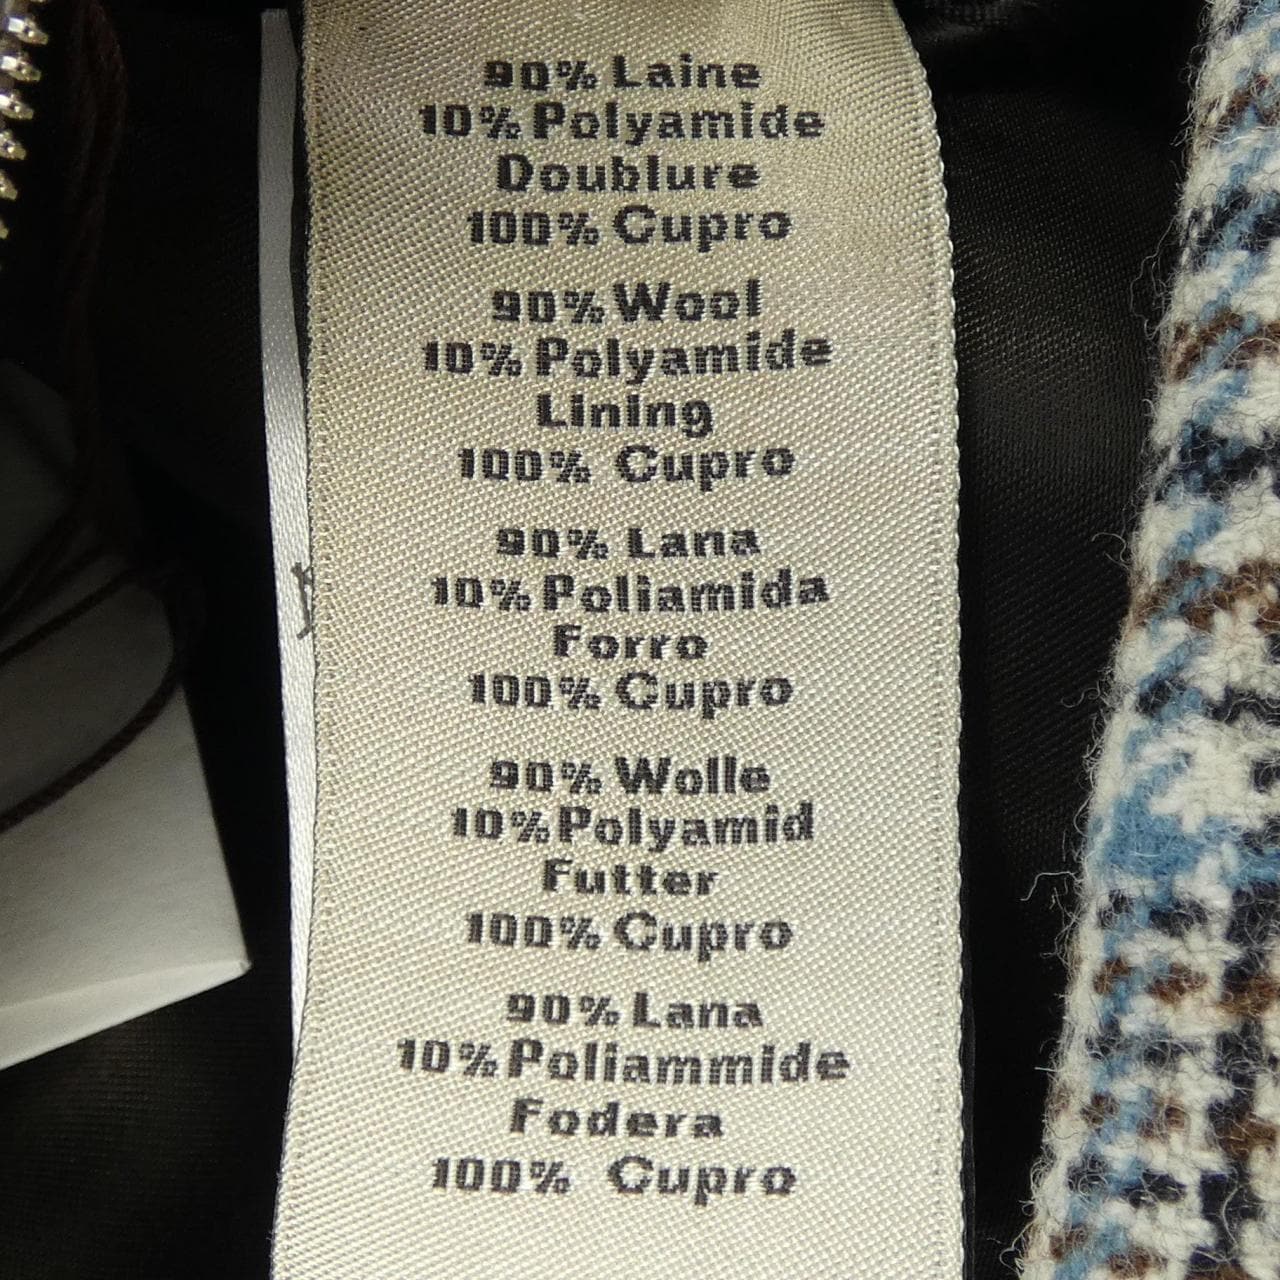 90% Laine
10% Polyamide
Doublure
100% Cupro
90% Wool
10% Polyamide
Lining
100% Cupro
90% Lana
10% Poliamida
Forro
100% Cupro
90% Wolle
10% Polyamid
Futter
100% Cupro
90% Lana
10% Poliammide
Fodera
100% Cupro